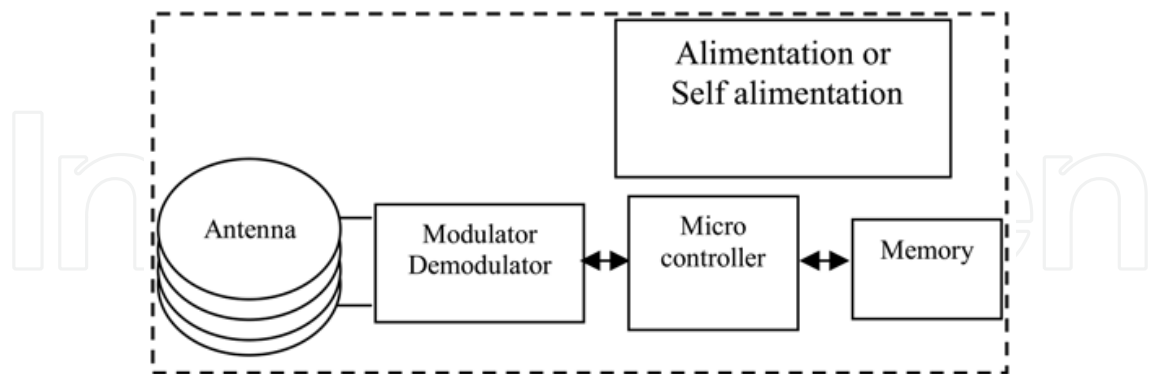 Alimentation or
Self alimentation
Antenna
Modulator
Demodulator
Micro
controller
Memory